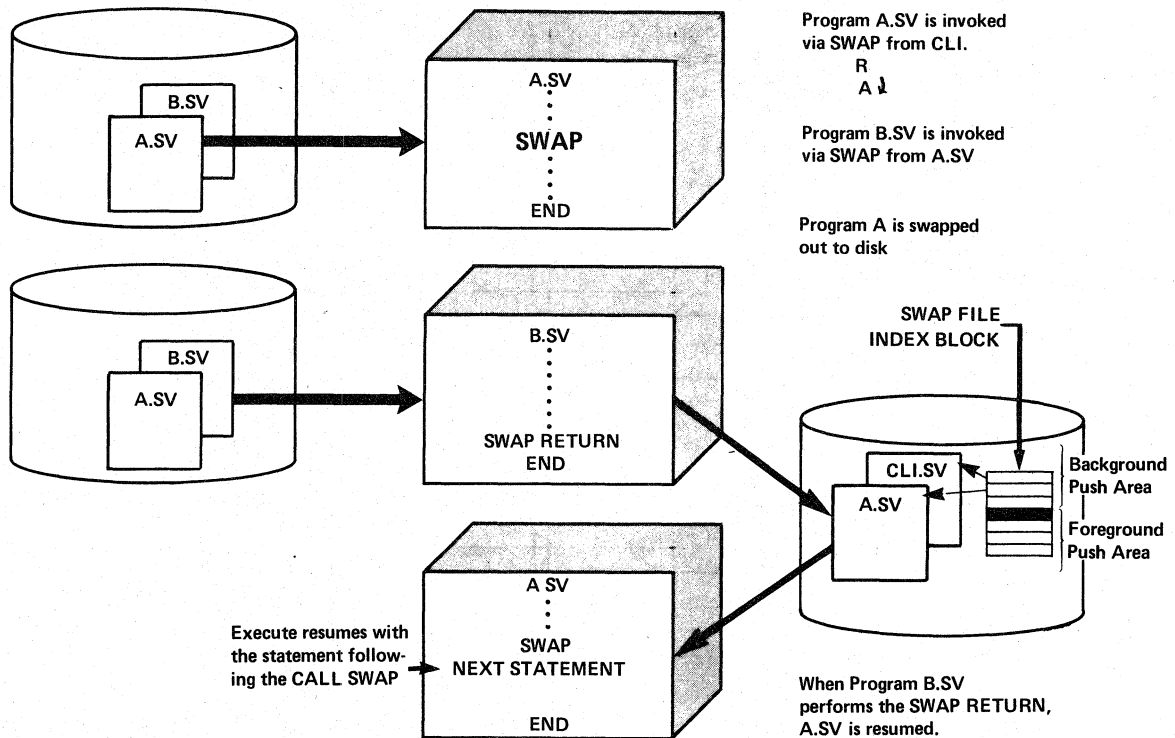 Program A.SV is invoked
via SWAP from CLI.
R
A
Program B.SV is invoked
via SWAP from A.SV
Program A is swapped
out to disk
B.SV
A.SV
A.SV
SWAP
END
B.SV
A.SV
B.SV
SWAP RETURN
END
SWAP FILE
INDEX BLOCK
CLI.SV
A.SV
Background
Push Area
Foreground
Push Area
A SV
SWAP
NEXT STATEMENT
END
Execute resumes with
the statement follow-
ing the CALL SWAP
When Program B.SV
performs the SWAP RETURN,
A.SV is resumed.